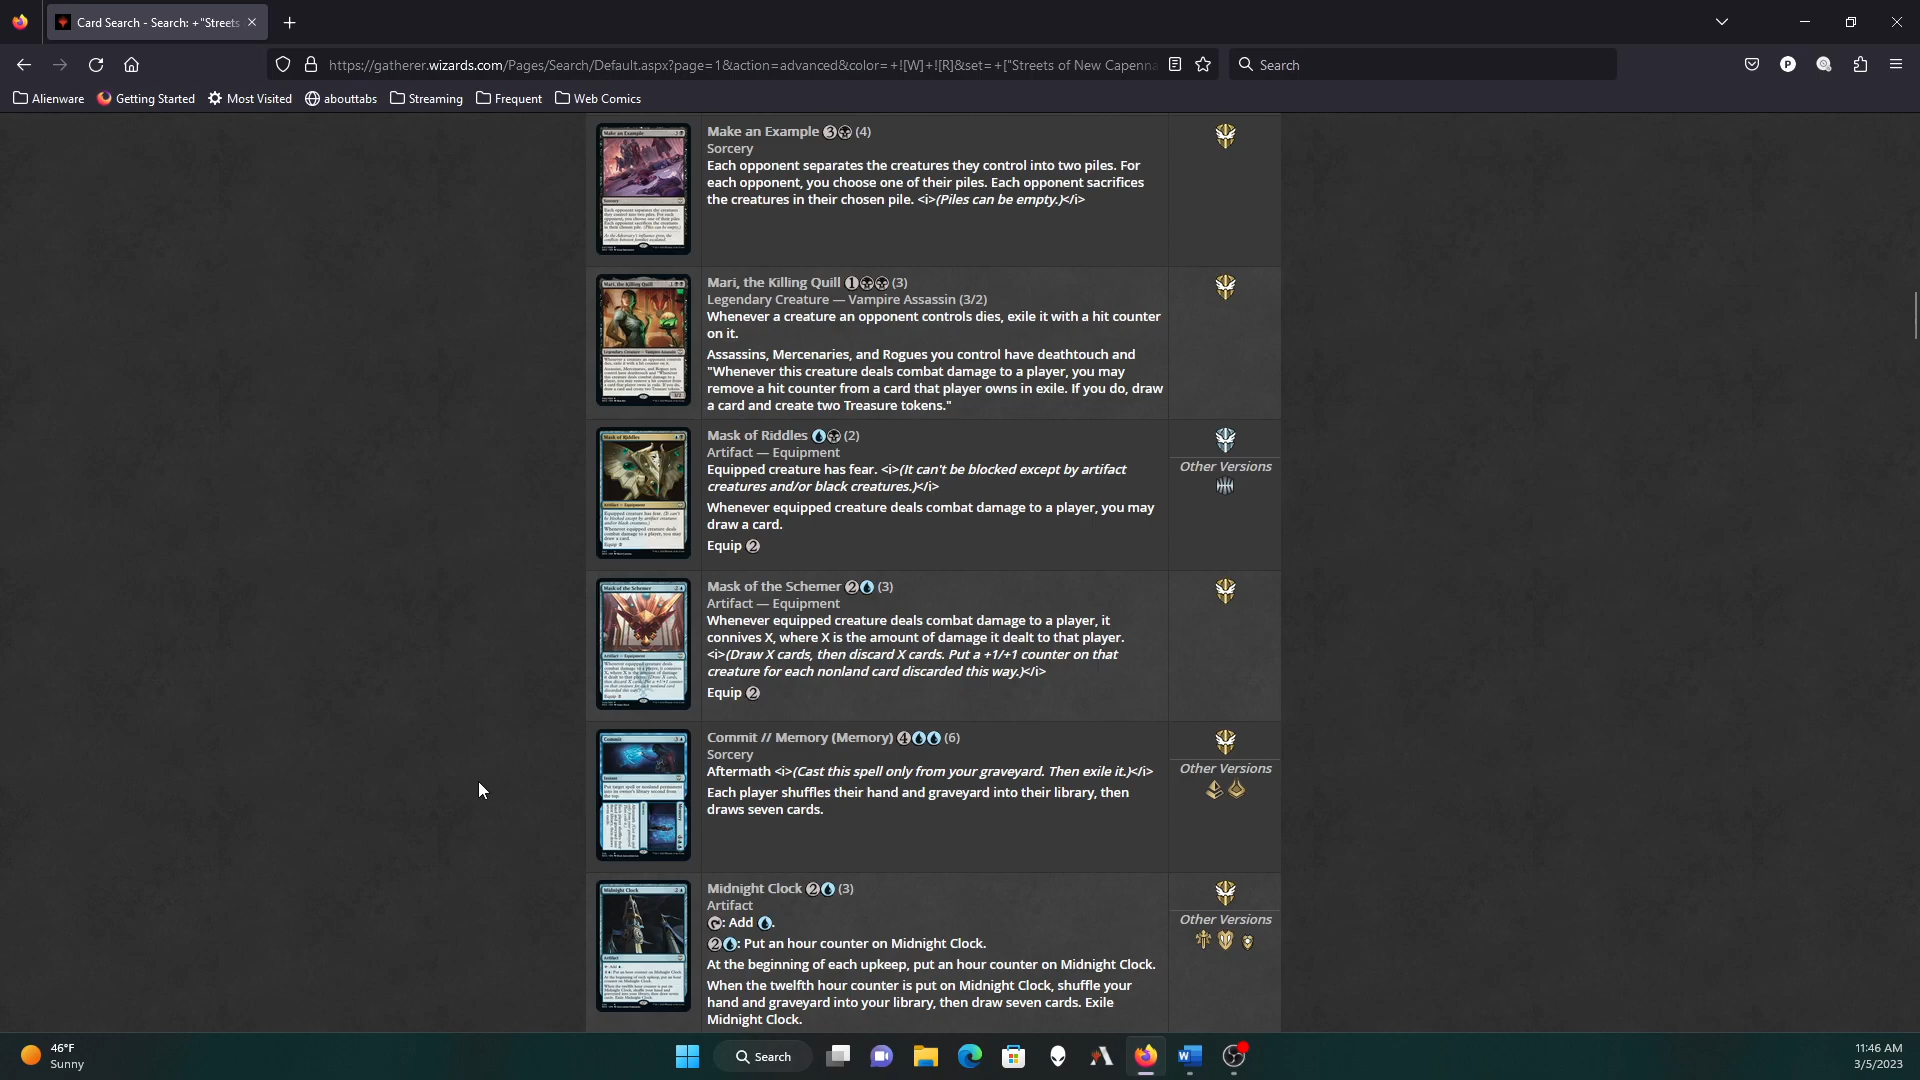 Card Search - Search: +"Streets
https://gatherer.wizards.com/Pages/Search/Default.aspx?page=1&action=advanced&color=+![W]+![R]&set=+["Streets of New Capenna
Search
Alienware
Getting Started
Most Visited
abouttabs
Streaming
Frequent
Web Comics
Make an Example 3 (4)
Sorcery
Each opponent separates the creatures they control into two piles. For
each opponent, you choose one of their piles. Each opponent sacrifices
the creatures in their chosen pile. <i>(Piles can be empty.)</i>
Mari, the Killing Quill 1 (3)
Legendary Creature — Vampire Assassin (3/2)
Whenever a creature an opponent controls dies, exile it with a hit counter
on it.
Assassins, Mercenaries, and Rogues you control have deathtouch and
"Whenever this creature deals combat damage to a player, you may
remove a hit counter from a card that player owns in exile. If you do, draw
a card and create two Treasure tokens."
Mask of Riddles (2)
Artifact — Equipment
Equipped creature has fear. <i>(It can't be blocked except by artifact
creatures and/or black creatures.)</i>
Whenever equipped creature deals combat damage to a player, you may
draw a card.
Equip 2
Other Versions
Mask of the Schemer 2 (3)
Artifact — Equipment
Whenever equipped creature deals combat damage to a player, it
connives X, where X is the amount of damage it dealt to that player.
<i>(Draw X cards, then discard X cards. Put a +1/+1 counter on that
creature for each nonland card discarded this way.)</i>
Equip 2
Commit // Memory (Memory) 4 (6)
Sorcery
Aftermath <i>(Cast this spell only from your graveyard. Then exile it.)</i>
Each player shuffles their hand and graveyard into their library, then
draws seven cards.
Other Versions
Midnight Clock 2 (3)
Artifact
: Add .
2: Put an hour counter on Midnight Clock.
At the beginning of each upkeep, put an hour counter on Midnight Clock.
When the twelfth hour counter is put on Midnight Clock, shuffle your
hand and graveyard into your library, then draw seven cards. Exile
Midnight Clock.
Other Versions
46°F
Sunny
Search
11:46 AM
3/5/2023